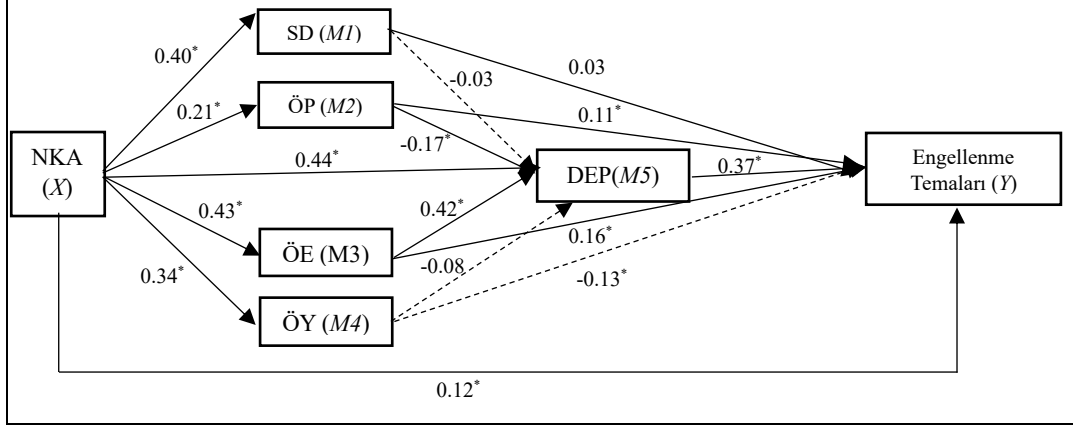 SD (M1)
0.40*
0.03
-0.03
ÖP (M2)
0.21*
0.11*
-0.17*
NKA
(X)
0.44*
DEP(M5)
0.37*
Engellenme
Temaları (Y)
0.43*
0.42*
0.16*
ÖE (M3)
-0.08
0.34*
-0.13*
ÖY (M4)
0.12*